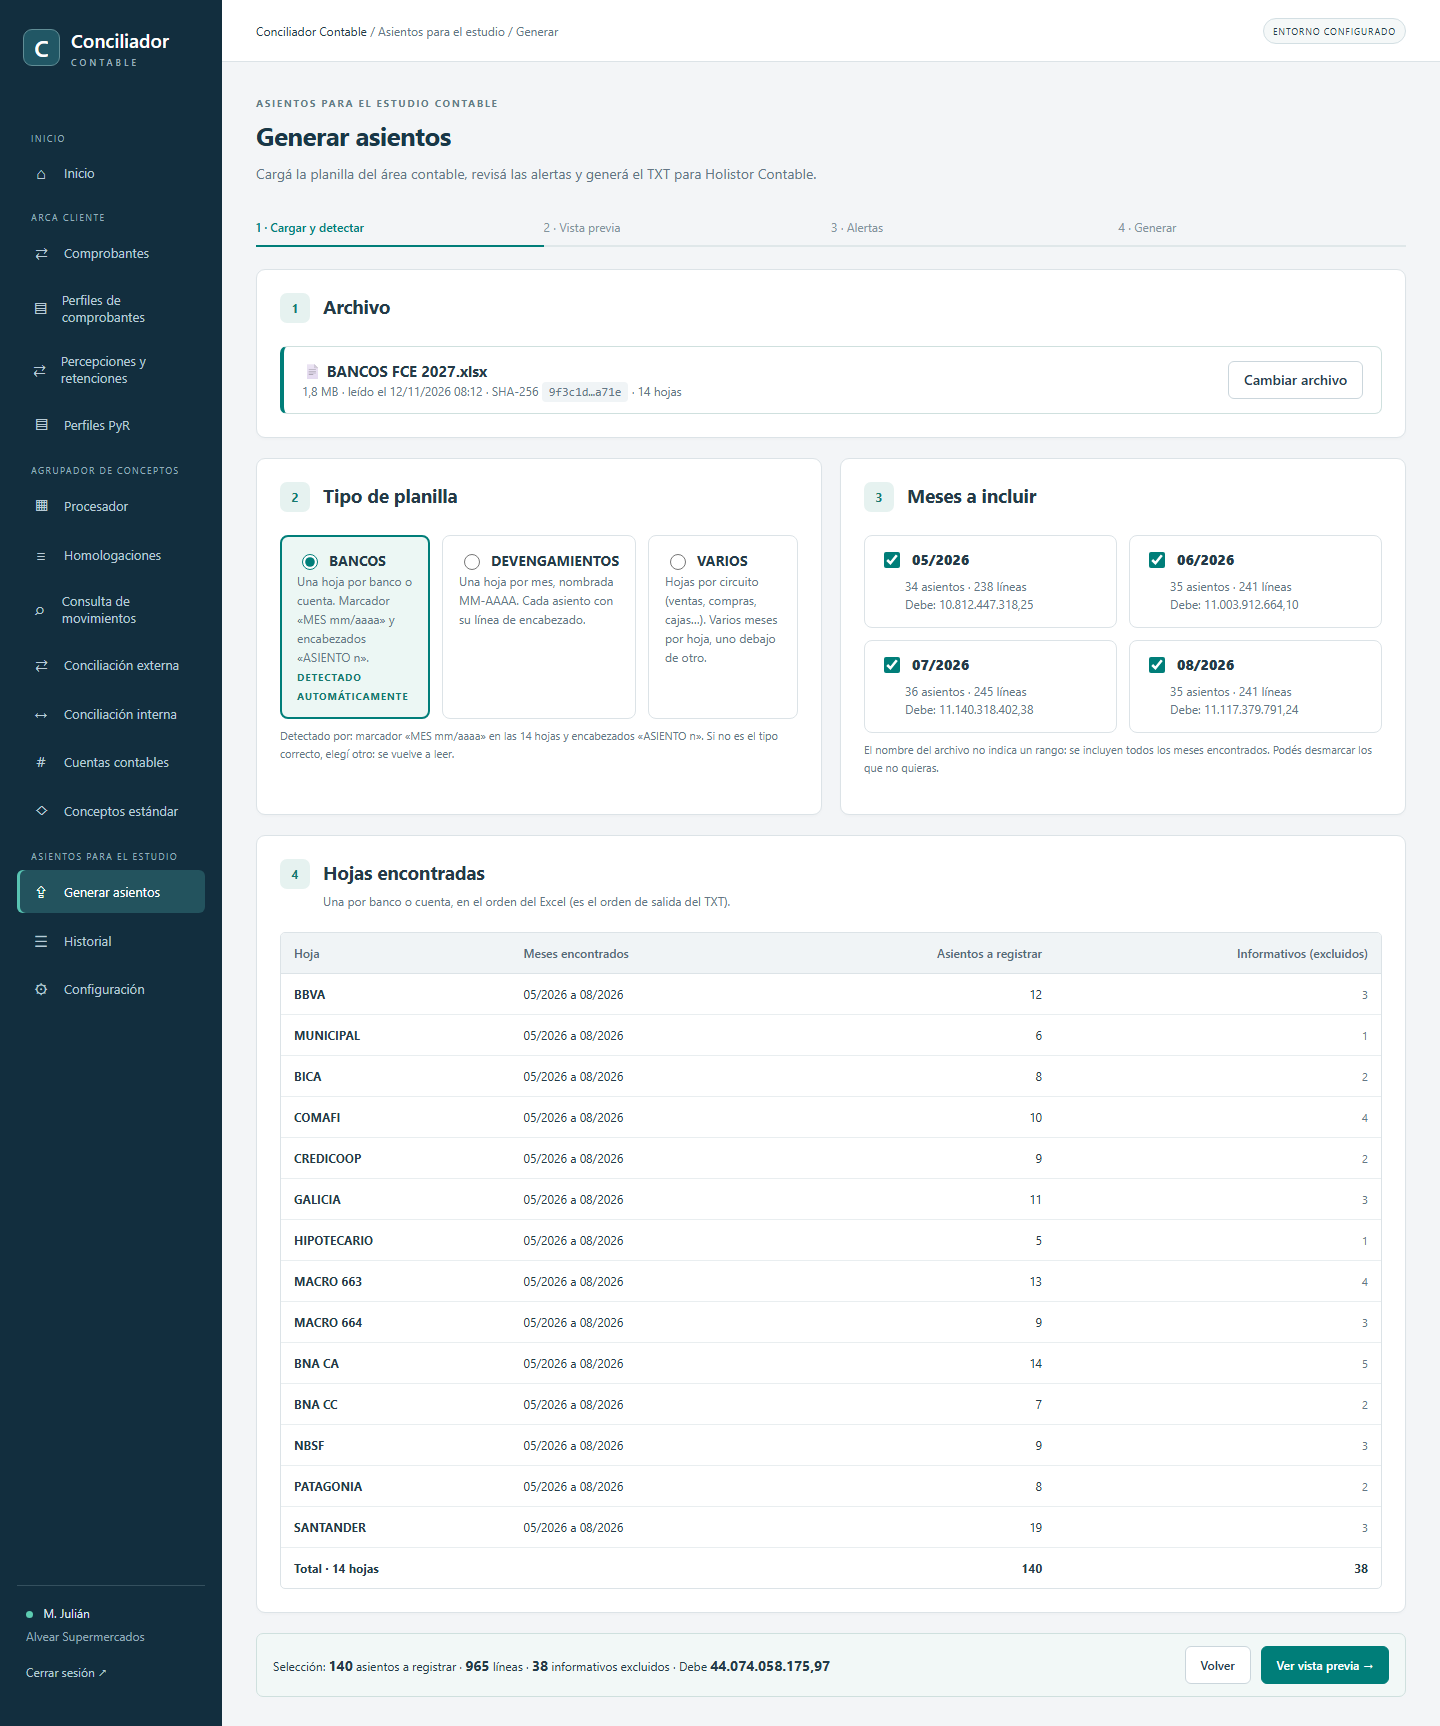 C
Conciliador
CONTABLE
INICIO
Inicio
ARCA CLIENTE
Comprobantes
Perfiles de
comprobantes
Percepciones y
retenciones
Perfiles PyR
AGRUPADOR DE CONCEPTOS
Procesador
Homologaciones
Consulta de
movimientos
Conciliación externa
Conciliación interna
# Cuentas contables
Conceptos estándar
ASIENTOS PARA EL ESTUDIO
Generar asientos
Historial
Configuración
M. Julián
Alvear Supermercados
Cerrar sesión ↗
Conciliador Contable / Asientos para el estudio / Generar
ENTORNO CONFIGURADO
ASIENTOS PARA EL ESTUDIO CONTABLE
Generar asientos
Cargá la planilla del área contable, revisá las alertas y generá el TXT para Holistor Contable.
1 · Cargar y detectar
2 · Vista previa
3 · Alertas
4 · Generar
1 Archivo
BANCOS FCE 2027.xlsx
1,8 MB · leído el 12/11/2026 08:12 · SHA-256 9f3c1d…a71e · 14 hojas
Cambiar archivo
2 Tipo de planilla
BANCOS
Una hoja por banco o
cuenta. Marcador
«MES mm/aaaa» y
encabezados
«ASIENTO n».
DETECTADO
AUTOMÁTICAMENTE
DEVENGAMIENTOS
Una hoja por mes, nombrada
MM-AAAA. Cada asiento con
su línea de encabezado.
VARIOS
Hojas por circuito
(ventas, compras,
cajas…). Varios meses
por hoja, uno debajo
de otro.
Detectado por: marcador «MES mm/aaaa» en las 14 hojas y encabezados «ASIENTO n». Si no es el tipo
correcto, elegí otro: se vuelve a leer.
3 Meses a incluir
05/2026
34 asientos · 238 líneas
Debe: 10.812.447.318,25
06/2026
35 asientos · 241 líneas
Debe: 11.003.912.664,10
07/2026
36 asientos · 245 líneas
Debe: 11.140.318.402,38
08/2026
35 asientos · 241 líneas
Debe: 11.117.379.791,24
El nombre del archivo no indica un rango: se incluyen todos los meses encontrados. Podés desmarcar los
que no quieras.
4 Hojas encontradas
Una por banco o cuenta, en el orden del Excel (es el orden de salida del TXT).
Hoja Meses encontrados Asientos a registrar Informativos (excluidos)
BBVA 05/2026 a 08/2026 12 3
MUNICIPAL 05/2026 a 08/2026 6 1
BICA 05/2026 a 08/2026 8 2
COMAFI 05/2026 a 08/2026 10 4
CREDICOOP 05/2026 a 08/2026 9 2
GALICIA 05/2026 a 08/2026 11 3
HIPOTECARIO 05/2026 a 08/2026 5 1
MACRO 663 05/2026 a 08/2026 13 4
MACRO 664 05/2026 a 08/2026 9 3
BNA CA 05/2026 a 08/2026 14 5
BNA CC 05/2026 a 08/2026 7 2
NBSF 05/2026 a 08/2026 9 3
PATAGONIA 05/2026 a 08/2026 8 2
SANTANDER 05/2026 a 08/2026 19 3
Total · 14 hojas 140 38
Selección: 140 asientos a registrar · 965 líneas · 38 informativos excluidos · Debe 44.074.058.175,97
Volver
Ver vista previa →